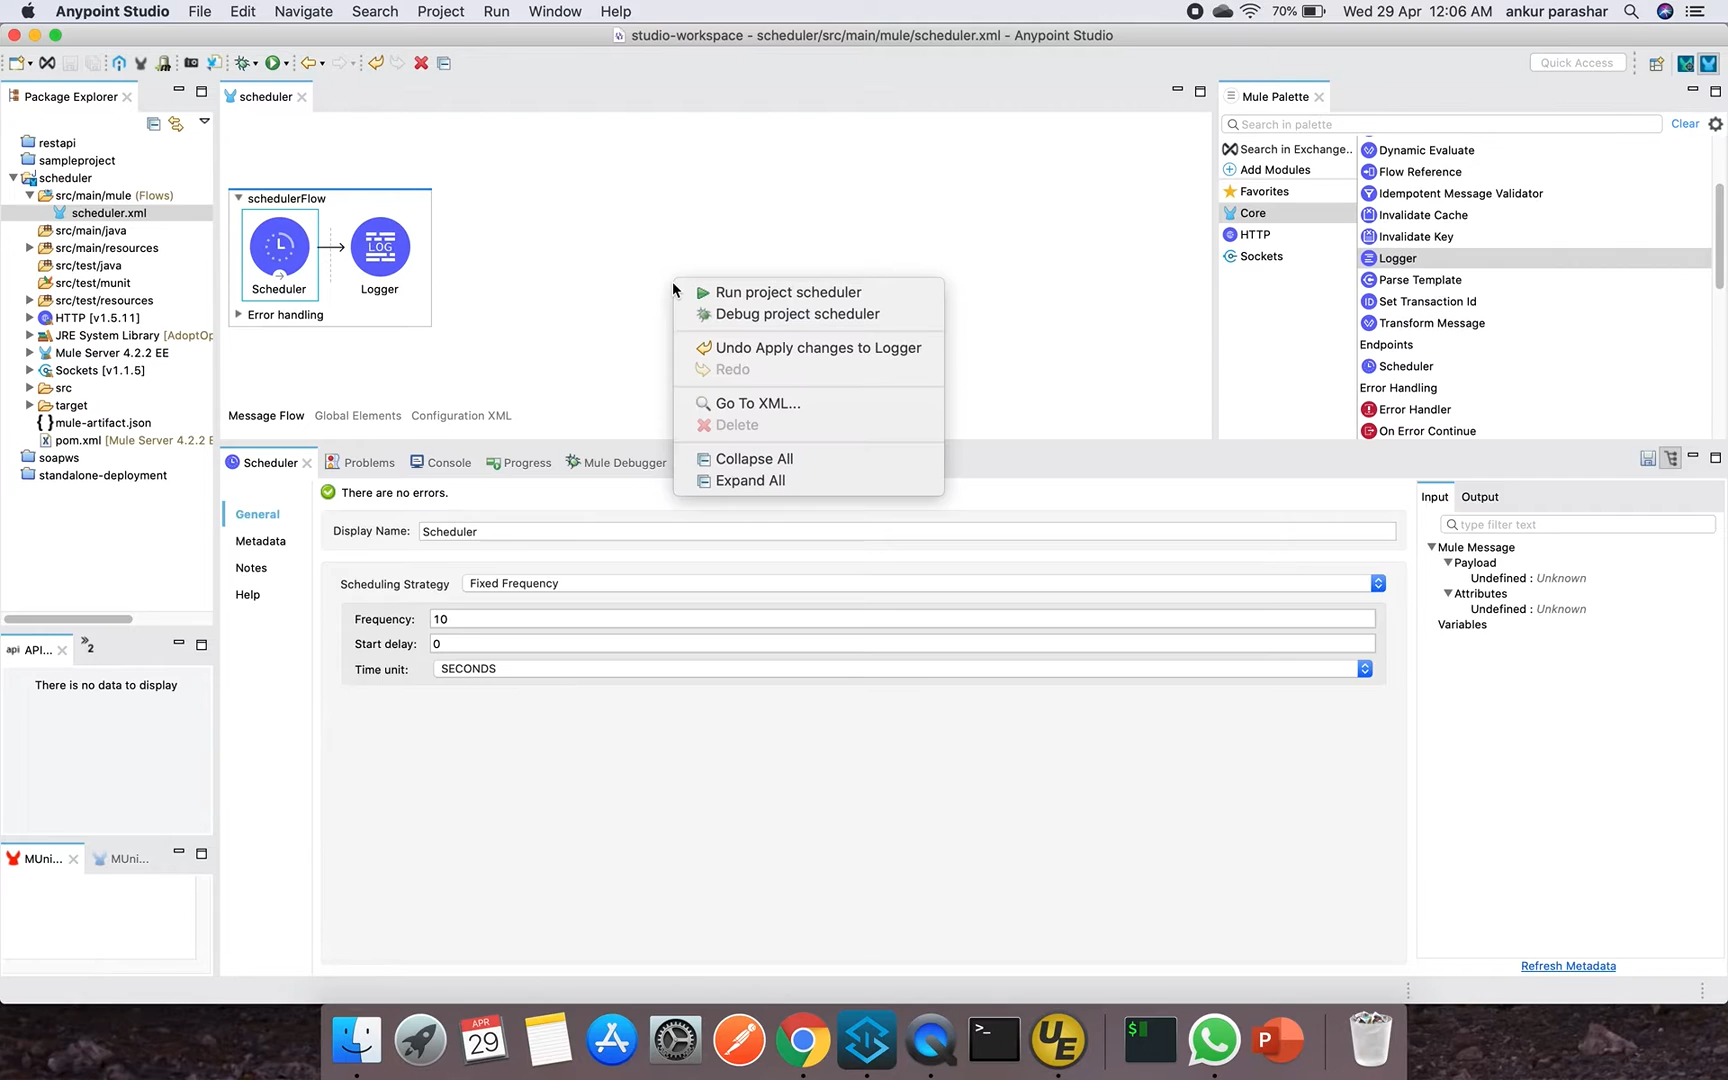 Anypoint Studio File Edit Navigate Search Project Run Window Help 70% Wed 29 Apr 12:06 AM ankur parashar
studio-workspace - scheduler/src/main/mule/scheduler.xml - Anypoint Studio
Quick Access
Package Explorer
restapi
sampleproject
scheduler
src/main/mule (Flows)
scheduler.xml
src/main/java
src/main/resources
src/test/java
src/test/munit
src/test/resources
HTTP [v1.5.11]
JRE System Library [AdoptOp
Mule Server 4.2.2 EE
Sockets [v1.1.5]
src
target
mule-artifact.json
pom.xml [Mule Server 4.2.2 E
soapws
standalone-deployment
api API...
2
There is no data to display
MUni...
MUni...
scheduler
schedulerFlow
LOG
Scheduler Logger
Error handling
Message Flow Global Elements Configuration XML
Run project scheduler
Debug project scheduler
Undo Apply changes to Logger
Redo
Go To XML...
Delete
Collapse All
Expand All
Mule Palette
Search in palette
Clear
Search in Exchange..
Add Modules
Favorites
Core
HTTP
Sockets
Dynamic Evaluate
Flow Reference
Idempotent Message Validator
Invalidate Cache
Invalidate Key
Logger
Parse Template
Set Transaction Id
Transform Message
Endpoints
Scheduler
Error Handling
Error Handler
On Error Continue
Scheduler Problems Console Progress Mule Debugger
There are no errors.
General
Metadata
Notes
Help
Display Name: Scheduler
Scheduling Strategy Fixed Frequency
Frequency: 10
Start delay: 0
Time unit: SECONDS
Input Output
type filter text
Mule Message
Payload
Undefined : Unknown
Attributes
Undefined : Unknown
Variables
Refresh Metadata
APR
29
>_
UE
$
P